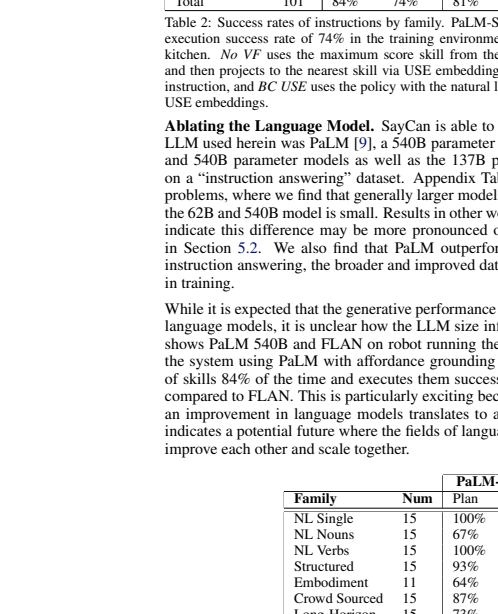 Total 101 84% 74% 81%
Table 2: Success rates of instructions by family. PaLM-S
execution success rate of 74% in the training environme
kitchen. No VF uses the maximum score skill from the
and then projects to the nearest skill via USE embedding
instruction, and BC USE uses the policy with the natural l
USE embeddings.
Ablating the Language Model. SayCan is able to
LLM used herein was PaLM [9], a 540B parameter
and 540B parameter models as well as the 137B p
on a “instruction answering” dataset. Appendix Tab
problems, where we find that generally larger model
the 62B and 540B model is small. Results in other w
indicate this difference may be more pronounced o
in Section 5.2. We also find that PaLM outperfor
instruction answering, the broader and improved dat
in training.
While it is expected that the generative performance
language models, it is unclear how the LLM size inf
shows PaLM 540B and FLAN on robot running the
the system using PaLM with affordance grounding
of skills 84% of the time and executes them success
compared to FLAN. This is particularly exciting bec
an improvement in language models translates to a
indicates a potential future where the fields of langua
improve each other and scale together.
PaLM-
Family Num Plan
NL Single 15 100%
NL Nouns 15 67%
NL Verbs 15 100%
Structured 15 93%
Embodiment 11 64%
Crowd Sourced 15 87%
Long-Horizon 15 73%